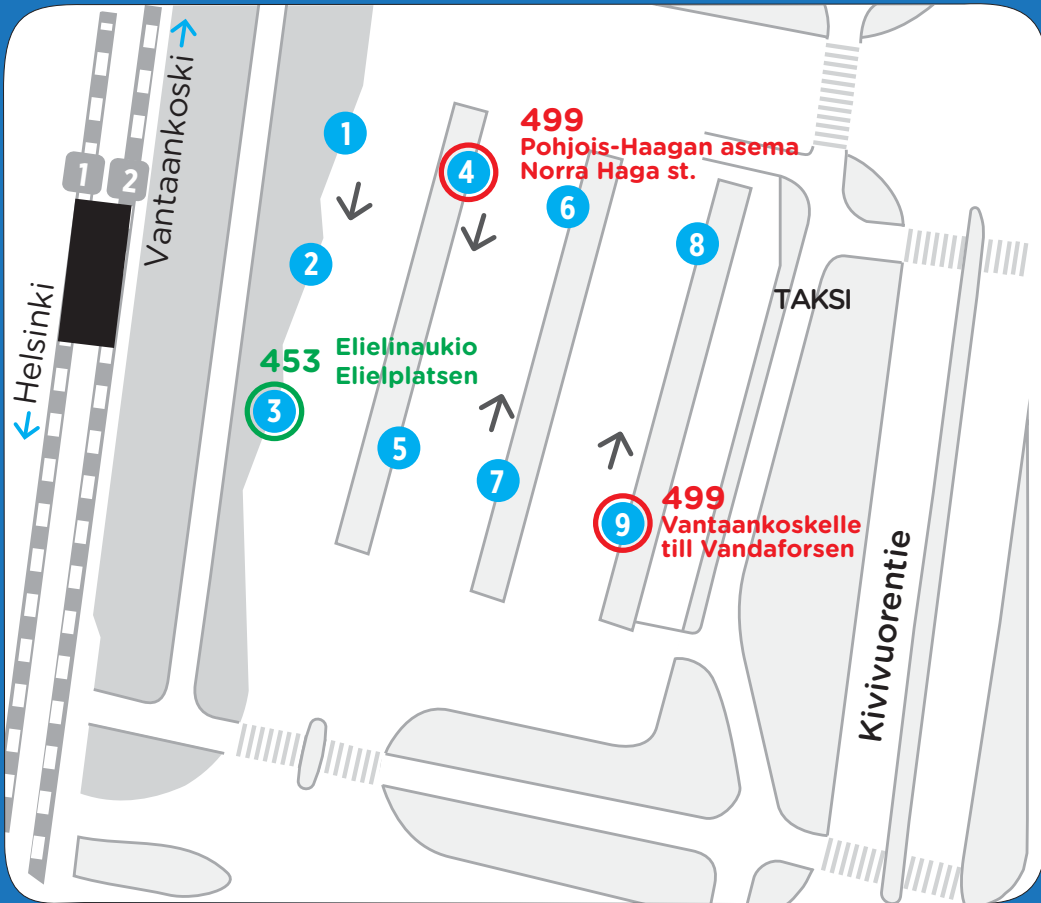 Vantaankoski →
1
2
← Helsinki
1
2
3
453 Elielinaukio
Elielplatsen
4
499
Pohjois-Haagan asema
Norra Haga st.
5
6
7
8
TAKSI
9
499
Vantaankoskelle
till Vandaforsen
Kivivuorentie